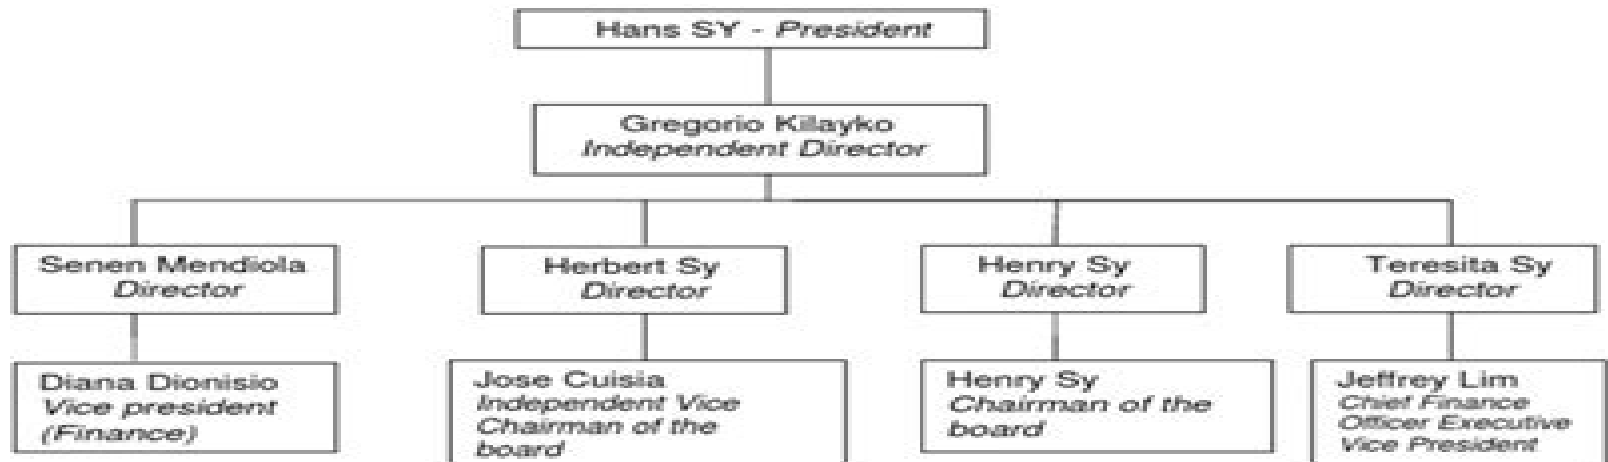 Hans SY - President
Gregorio Kilayko
Independent Director
Senen Mendiola
Director
Herbert Sy
Director
Henry Sy
Director
Teresita Sy
Director
Diana Dionisio
Vice president
(Finance)
Jose Cuisia
Independent Vice
Chairman of the
board
Henry Sy
Chairman of the
board
Jeffrey Lim
Chief Finance
Officer Executive
Vice President